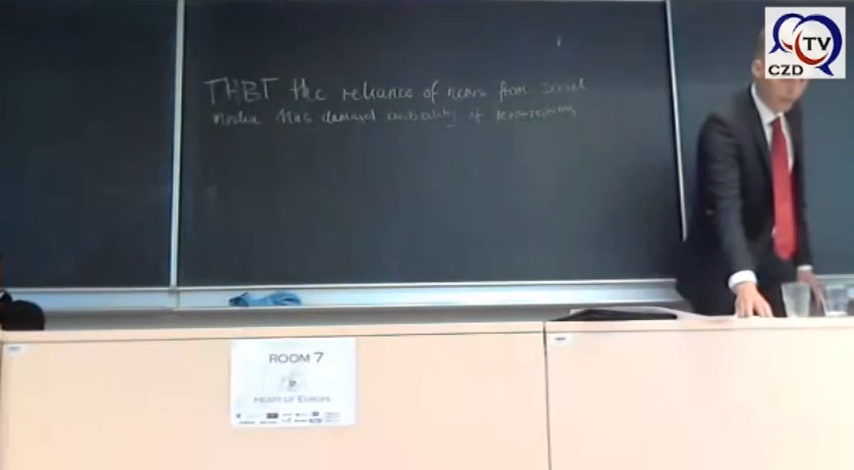 THBT the reliance of news from social
media has damaged credibility of
TV
CZD
ROOM 7
HEART OF EUROPE